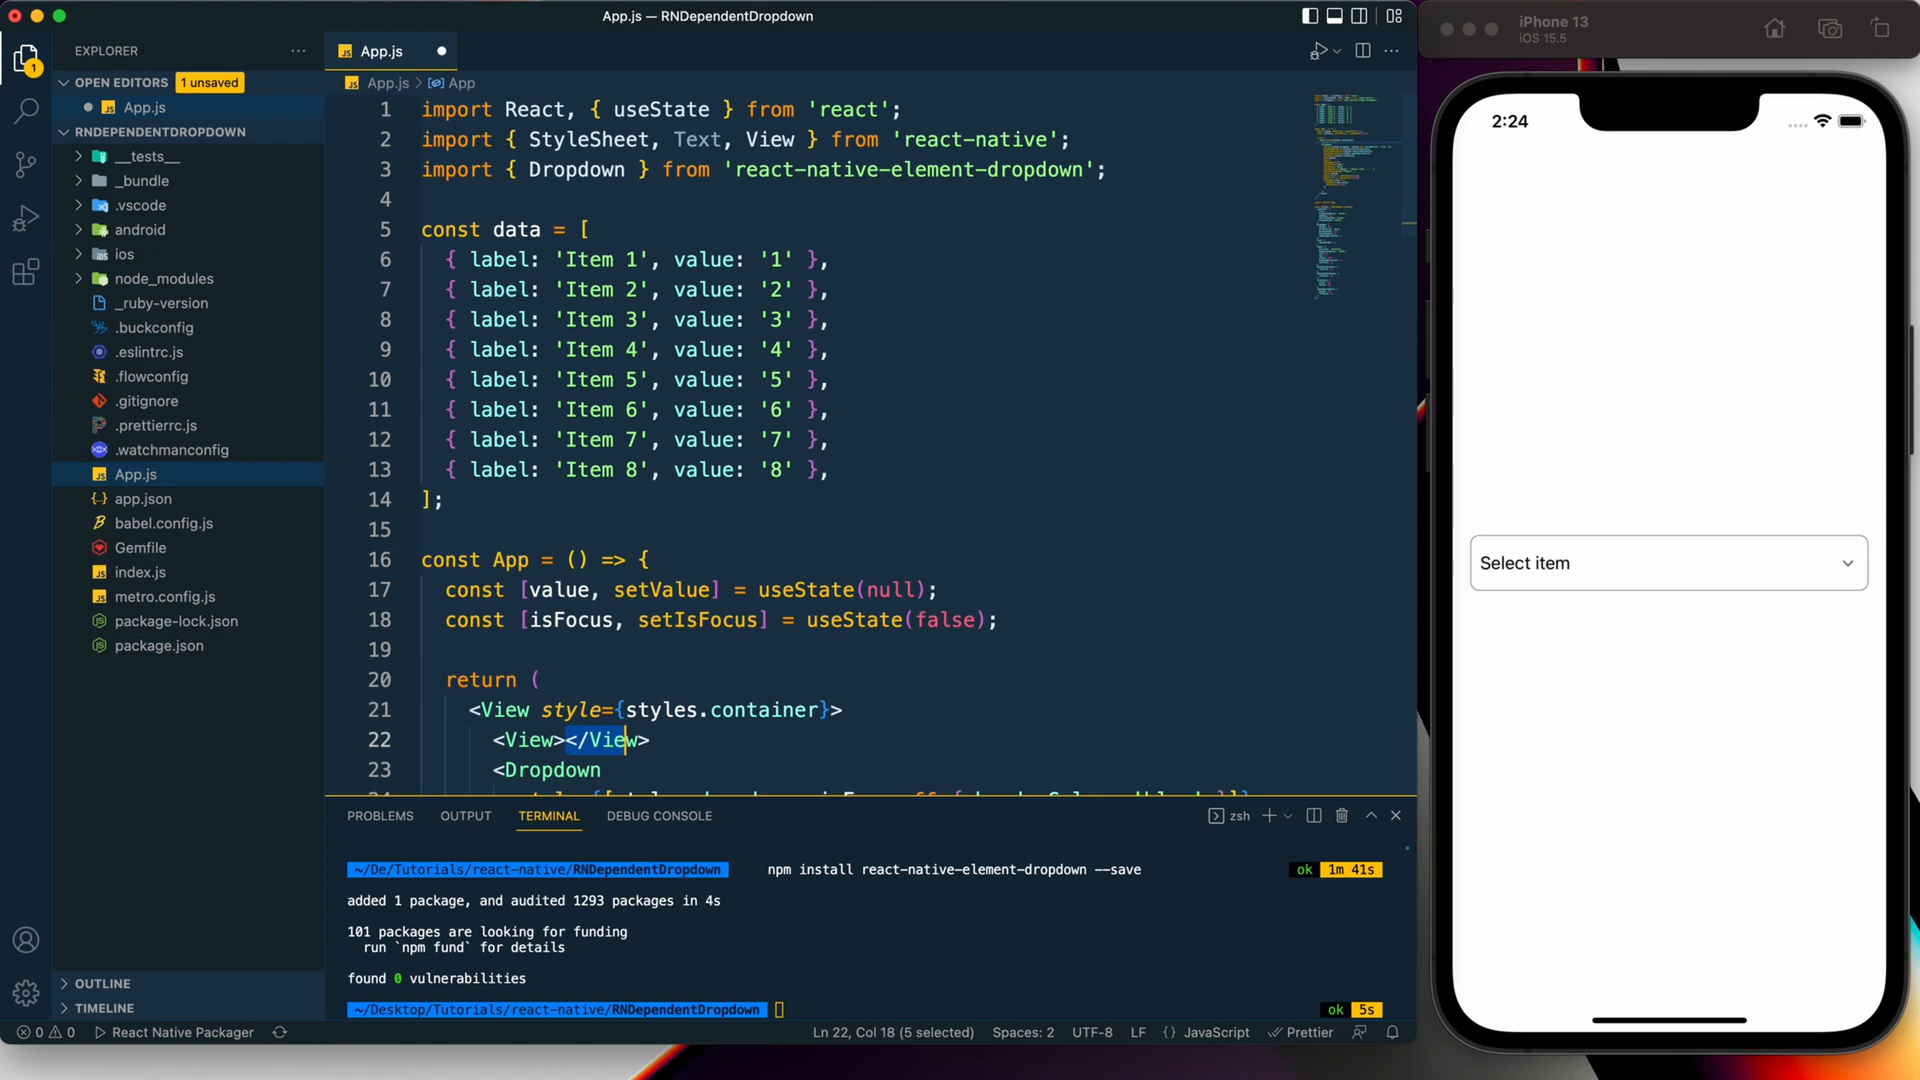 App.js — RNDependentDropdown
iPhone 13
iOS 15.5
EXPLORER
App.js
1
OPEN EDITORS 1 unsaved
App.js > App
App.js
RNDEPENDENTDROPDOWN
__tests__
_bundle
.vscode
android
ios
node_modules
_ruby-version
.buckconfig
.eslintrc.js
.flowconfig
.gitignore
.prettierrc.js
.watchmanconfig
App.js
app.json
babel.config.js
Gemfile
index.js
metro.config.js
package-lock.json
package.json
OUTLINE
TIMELINE
1 import React, { useState } from 'react';
2 import { StyleSheet, Text, View } from 'react-native';
3 import { Dropdown } from 'react-native-element-dropdown';
4
5 const data = [
6 { label: 'Item 1', value: '1' },
7 { label: 'Item 2', value: '2' },
8 { label: 'Item 3', value: '3' },
9 { label: 'Item 4', value: '4' },
10 { label: 'Item 5', value: '5' },
11 { label: 'Item 6', value: '6' },
12 { label: 'Item 7', value: '7' },
13 { label: 'Item 8', value: '8' },
14 ];
15
16 const App = () => {
17 const [value, setValue] = useState(null);
18 const [isFocus, setIsFocus] = useState(false);
19
20 return (
21 <View style={styles.container}>
22 <View></View>
23 <Dropdown
PROBLEMS OUTPUT TERMINAL DEBUG CONSOLE
zsh
~/De/Tutorials/react-native/RNDependentDropdown npm install react-native-element-dropdown --save ok 1m 41s
added 1 package, and audited 1293 packages in 4s
101 packages are looking for funding
run `npm fund` for details
found 0 vulnerabilities
~/Desktop/Tutorials/react-native/RNDependentDropdown ok 5s
0 0 React Native Packager Ln 22, Col 18 (5 selected) Spaces: 2 UTF-8 LF {} JavaScript Prettier
2:24
Select item